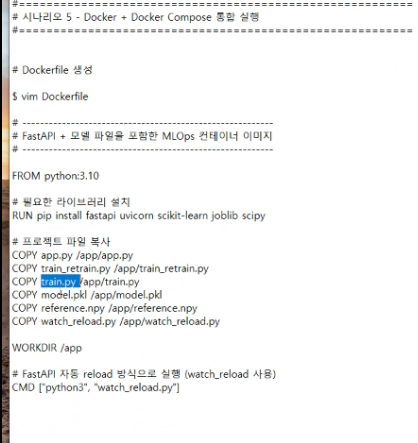 #==================================================
# 시나리오 5 - Docker + Docker Compose 통합 실행
#==================================================
# Dockerfile 생성
$ vim Dockerfile
# ------------------------------------------------------
# FastAPI + 모델 파일을 포함한 MLOps 컨테이너 이미지
# ------------------------------------------------------
FROM python:3.10
# 필요한 라이브러리 설치
RUN pip install fastapi uvicorn scikit-learn joblib scipy
# 프로젝트 파일 복사
COPY app.py /app/app.py
COPY train_retrain.py /app/train_retrain.py
COPY train.py /app/train.py
COPY model.pkl /app/model.pkl
COPY reference.npy /app/reference.npy
COPY watch_reload.py /app/watch_reload.py
WORKDIR /app
# FastAPI 자동 reload 방식으로 실행 (watch_reload 사용)
CMD ["python3", "watch_reload.py"]